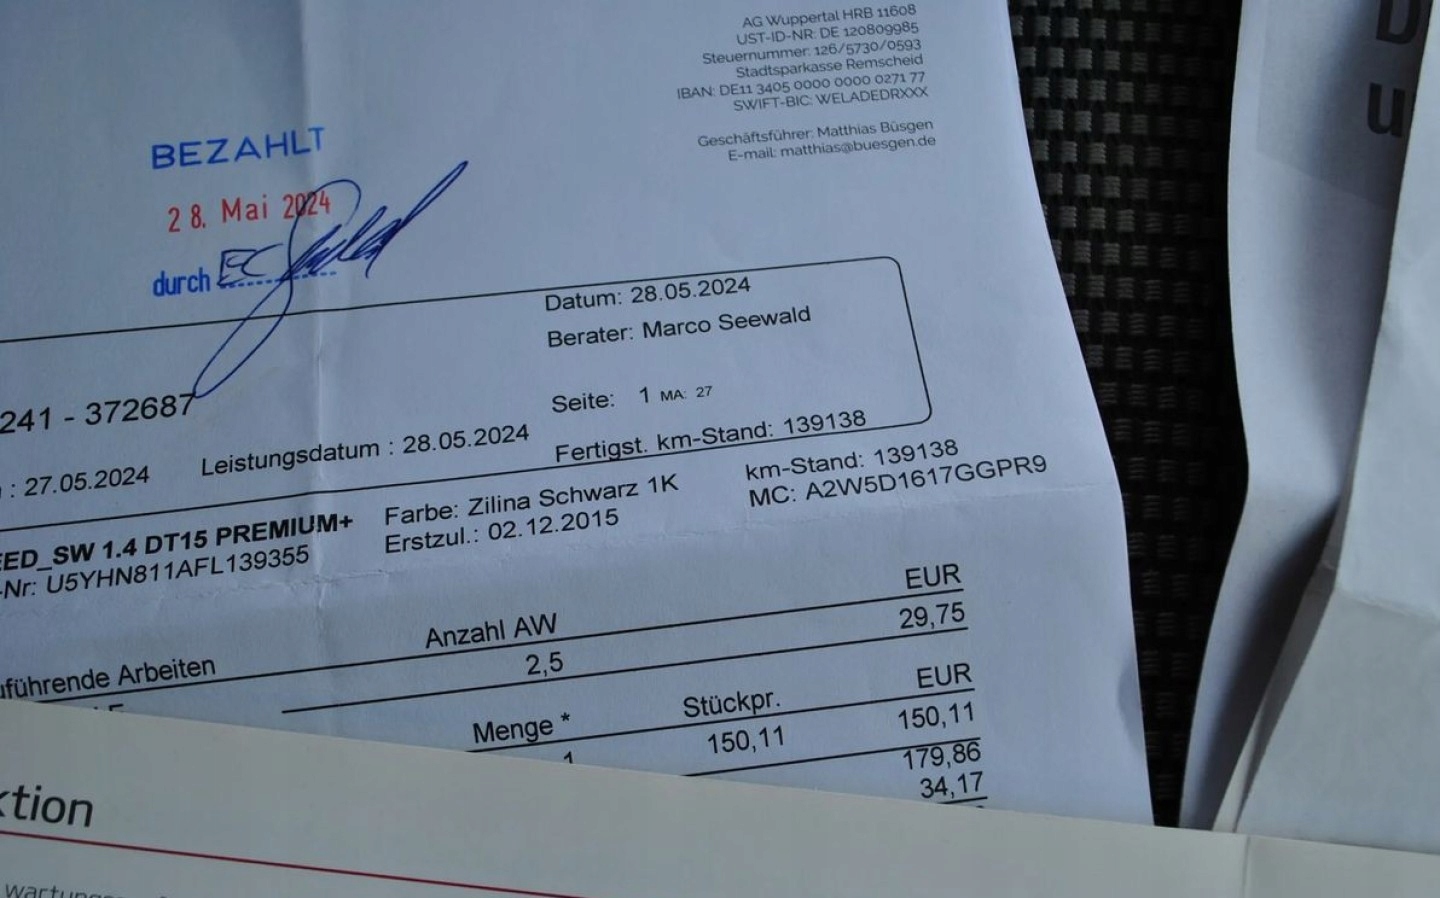 AG Wuppertal HRB 11608
UST-ID-NR: DE 120809985
Steuernummer: 126/5730/0593
Stadtsparkasse Remscheid
IBAN: DE11 3405 0000 0000 0271 77
SWIFT-BIC: WELADEDRXXX
Geschäftsführer: Matthias Büsgen
E-mail: matthias@buesgen.de
BEZAHLT
28. Mai 2024
durch EC
Datum: 28.05.2024
Berater: Marco Seewald
241 - 372687
Seite: 1 MA: 27
: 27.05.2024 Leistungsdatum : 28.05.2024 Fertigst. km-Stand: 139138
EED_SW 1.4 DT15 PREMIUM+ Farbe: Zilina Schwarz 1K km-Stand: 139138
-Nr: U5YHN811AFL139355 Erstzul.: 02.12.2015 MC: A2W5D1617GGPR9
führende Arbeiten Anzahl AW EUR
2,5 29,75
Menge * Stückpr. EUR
1 150,11 150,11
179,86
34,17
ktion
wartungs
D
u